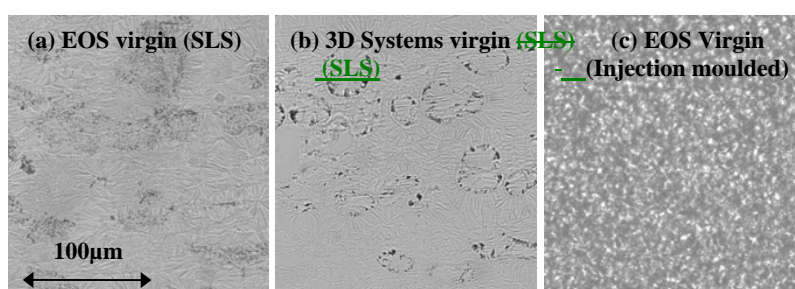 (a) EOS virgin (SLS)
(b) 3D Systems virgin (SLS)
(SLS)
(c) EOS Virgin
- (Injection moulded)
100µm